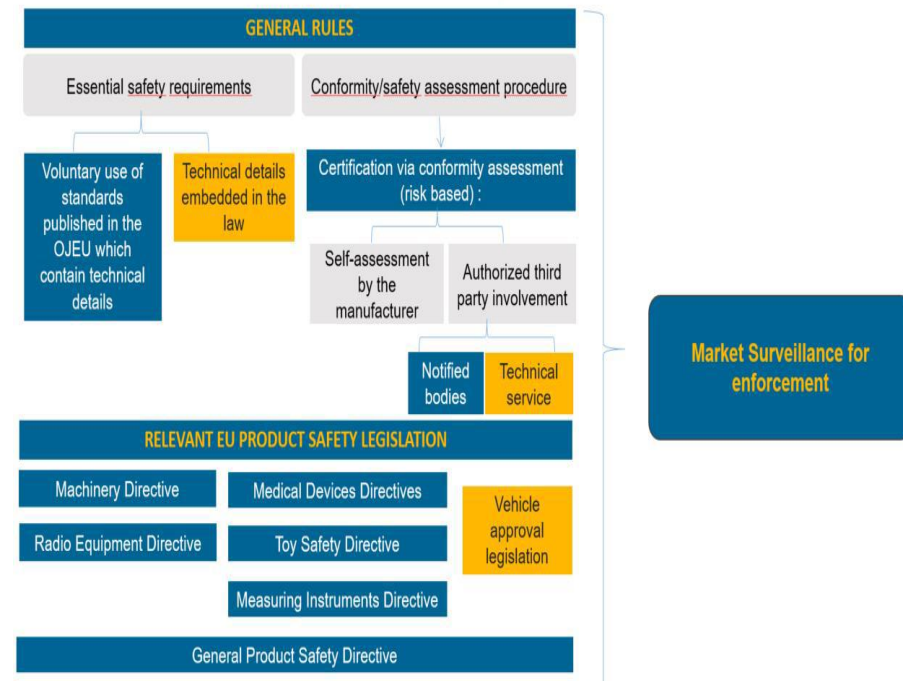 GENERAL RULES
Essential safety requirements
Conformity/safety assessment procedure
Voluntary use of
standards
published in the
OJEU which
contain technical
details
Technical details
embedded in the
law
Certification via conformity assessment
(risk based) :
Self-assessment
by the
manufacturer
Authorized third
party involvement
Notified
bodies
Technical
service
Market Surveillance for
enforcement
RELEVANT EU PRODUCT SAFETY LEGISLATION
Machinery Directive
Medical Devices Directives
Vehicle
approval
legislation
Radio Equipment Directive
Toy Safety Directive
Measuring Instruments Directive
General Product Safety Directive